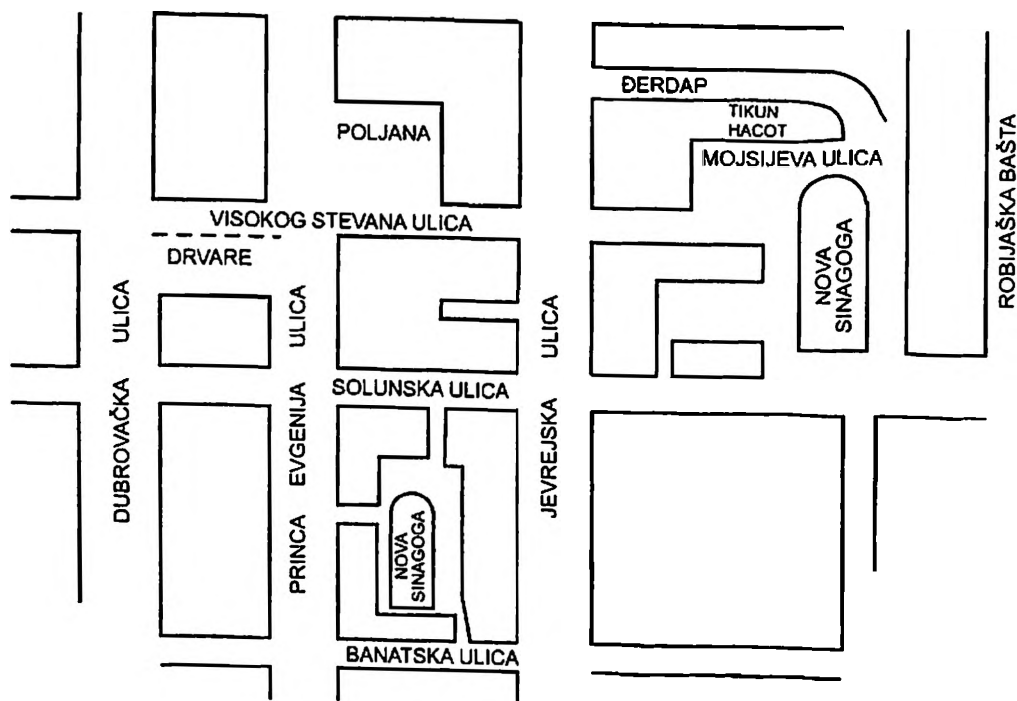 ĐERDAP
TIKUN
HACOT
POLJANA
MOJSIJEVA ULICA
VISOKOG STEVANA ULICA
DRVARE
NOVA
SINAGOGA
ROBIJAŠKA BAŠTA
DUBROVAČKA ULICA
PRINCA EVGENIJA ULICA
JEVREJSKA ULICA
SOLUNSKA ULICA
NOVA
SINAGOGA
BANATSKA ULICA